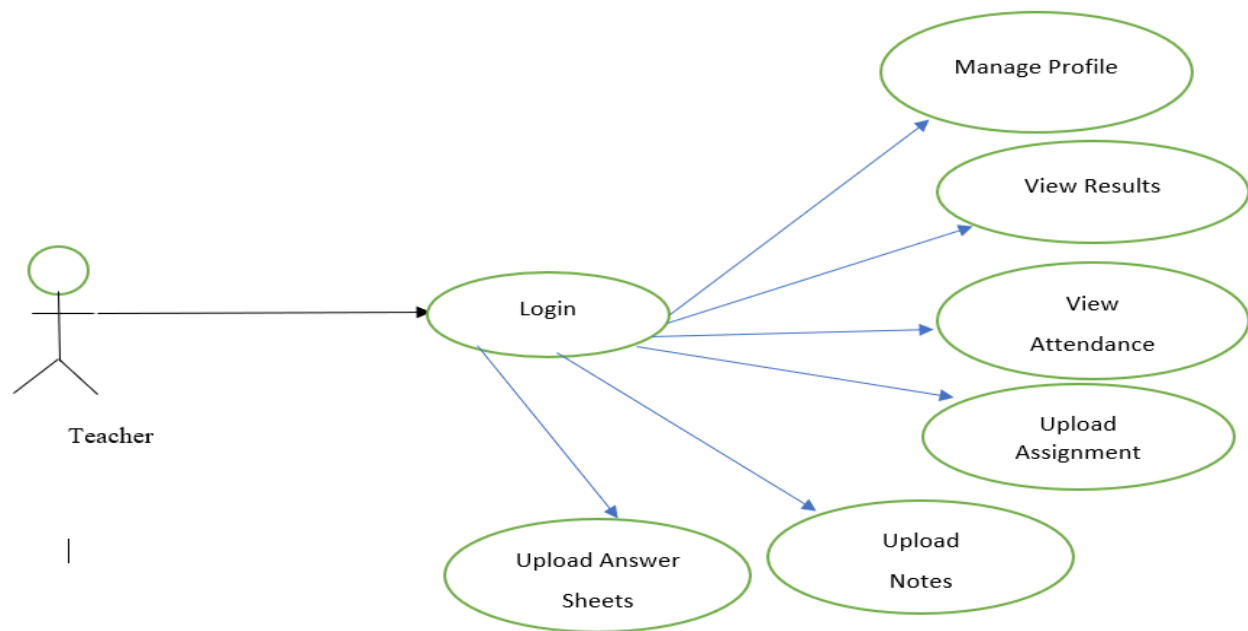 Manage Profile
View Results
Login
View
Attendance
Teacher
Upload
Assignment
Upload Answer
Sheets
Upload
Notes